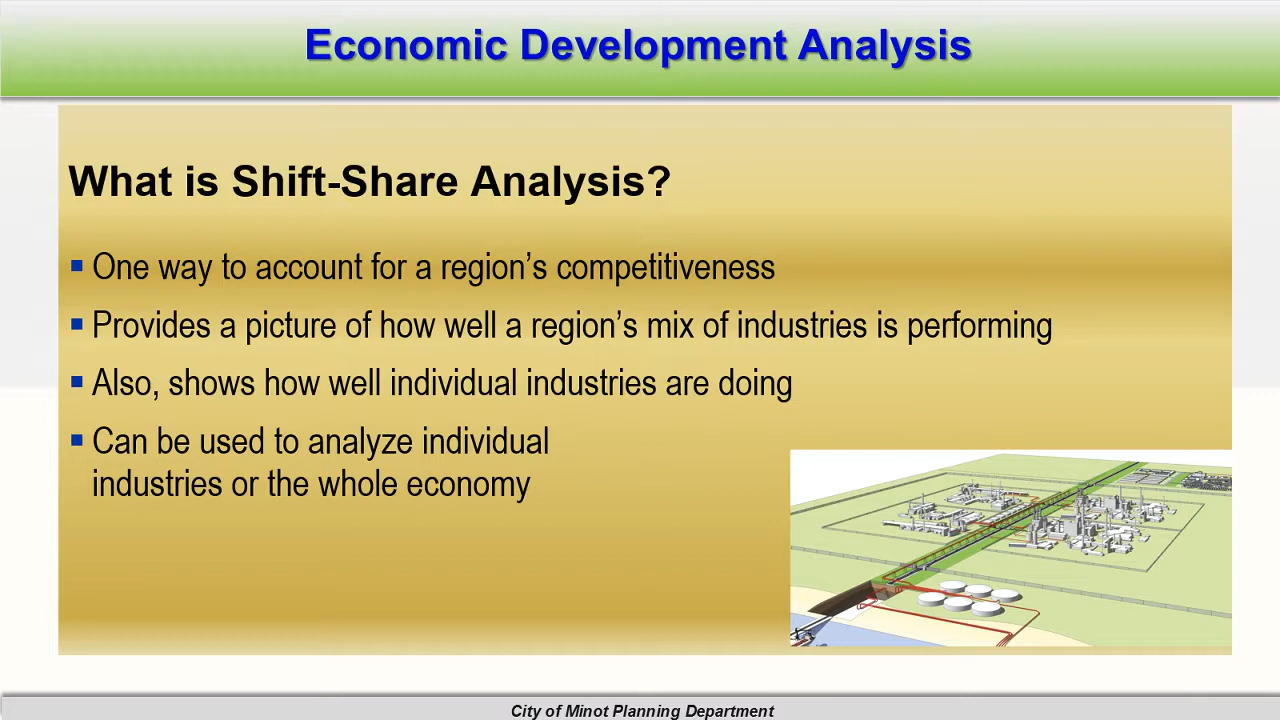 Economic Development Analysis
What is Shift-Share Analysis?
▪ One way to account for a region’s competitiveness
▪ Provides a picture of how well a region’s mix of industries is performing
▪ Also, shows how well individual industries are doing
▪ Can be used to analyze individual
industries or the whole economy
City of Minot Planning Department